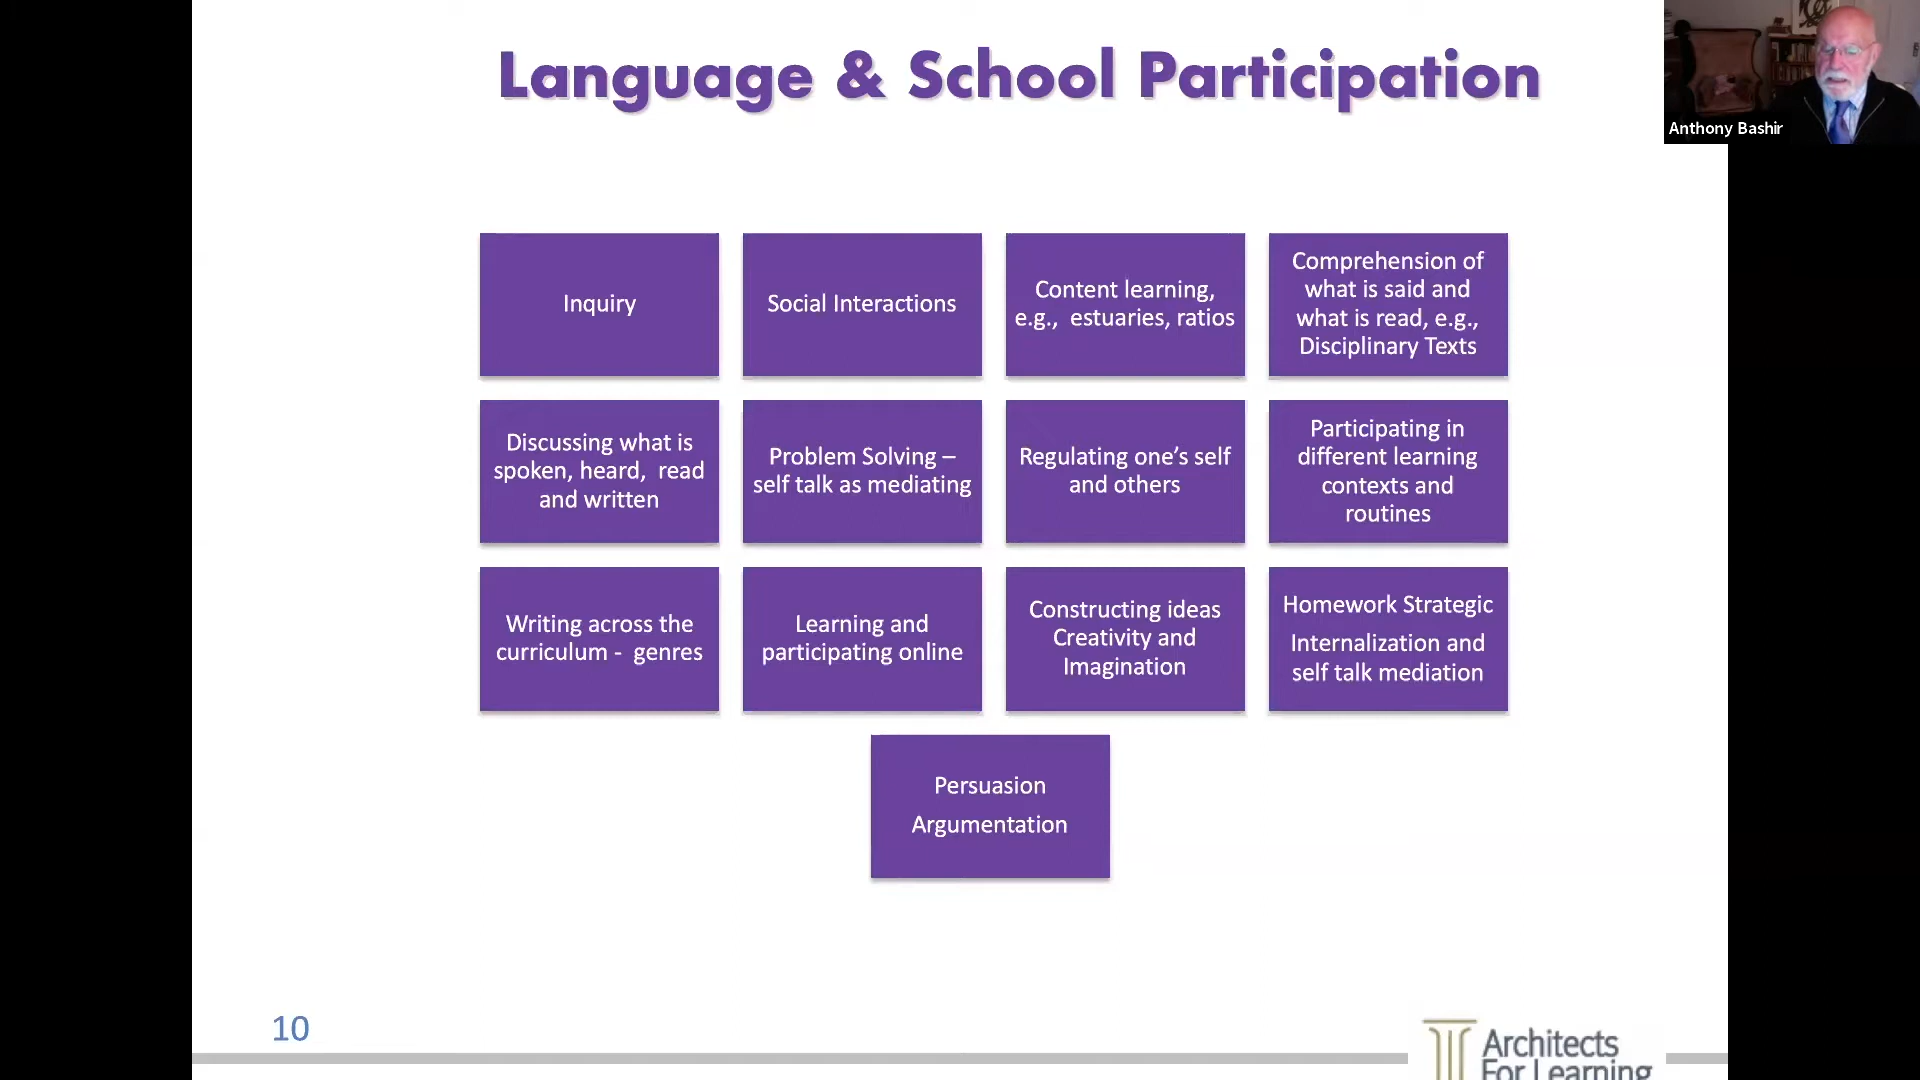 Language & School Participation
Anthony Bashir
Inquiry
Social Interactions
Content learning,
e.g., estuaries, ratios
Comprehension of
what is said and
what is read, e.g.,
Disciplinary Texts
Discussing what is
spoken, heard, read
and written
Problem Solving –
self talk as mediating
Regulating one’s self
and others
Participating in
different learning
contexts and
routines
Writing across the
curriculum - genres
Learning and
participating online
Constructing ideas
Creativity and
Imagination
Homework Strategic
Internalization and
self talk mediation
Persuasion
Argumentation
10
Architects
For Learning